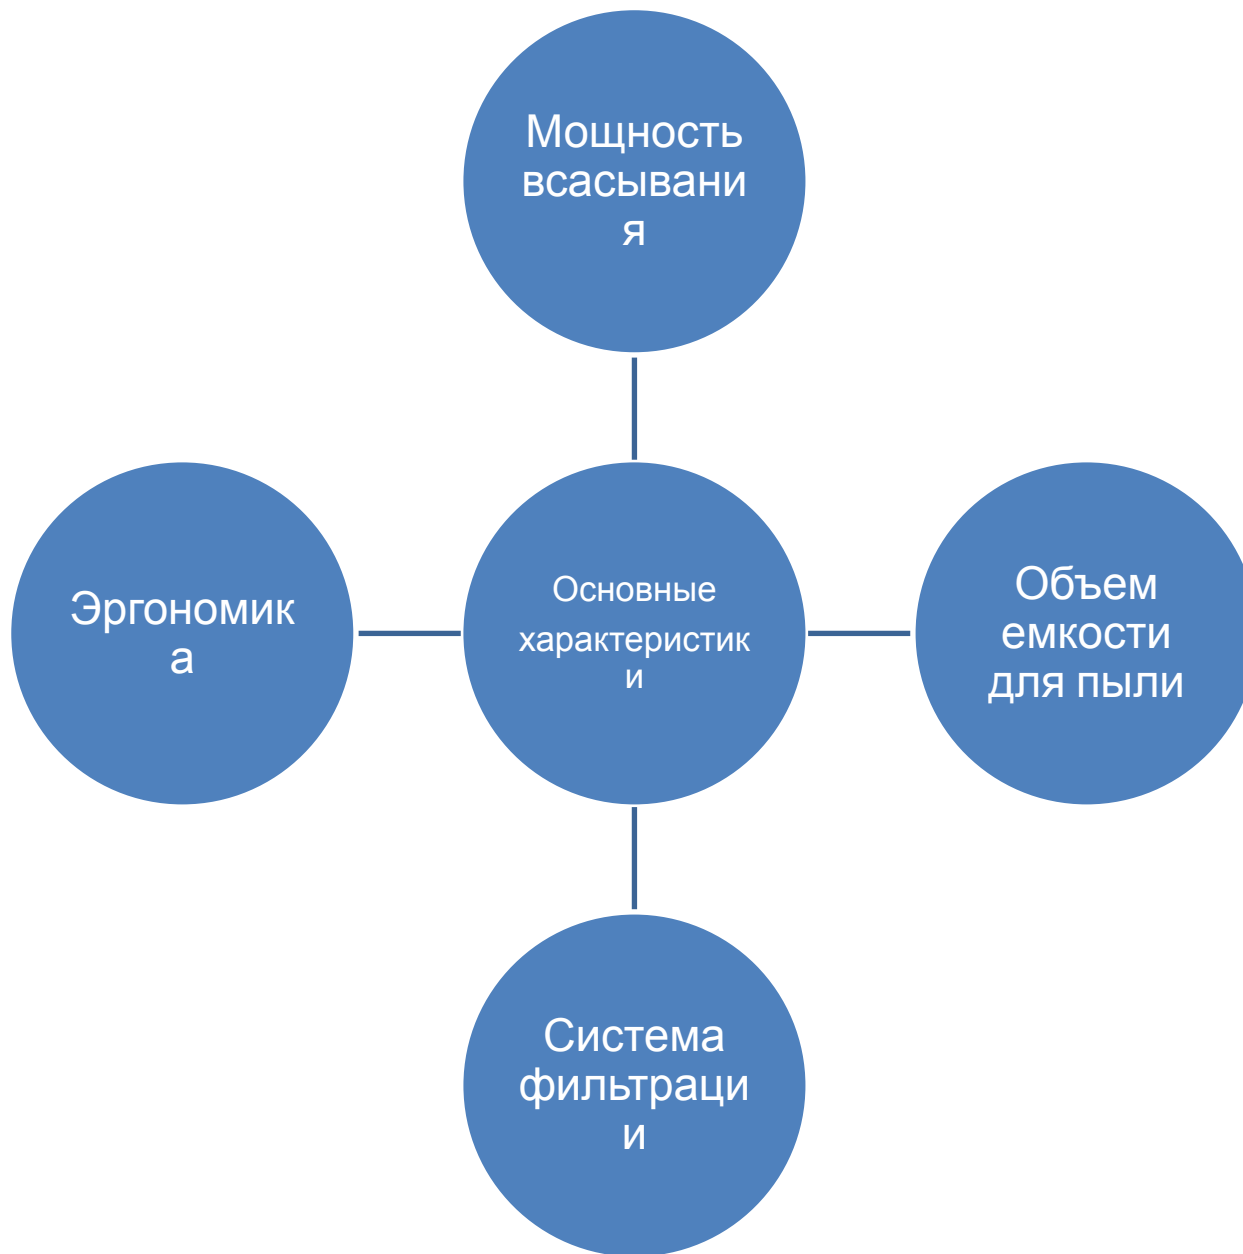 Мощность
всасывани
я
Эргономик
а
Основные
характеристик
и
Объем
емкости
для пыли
Система
фильтраци
и